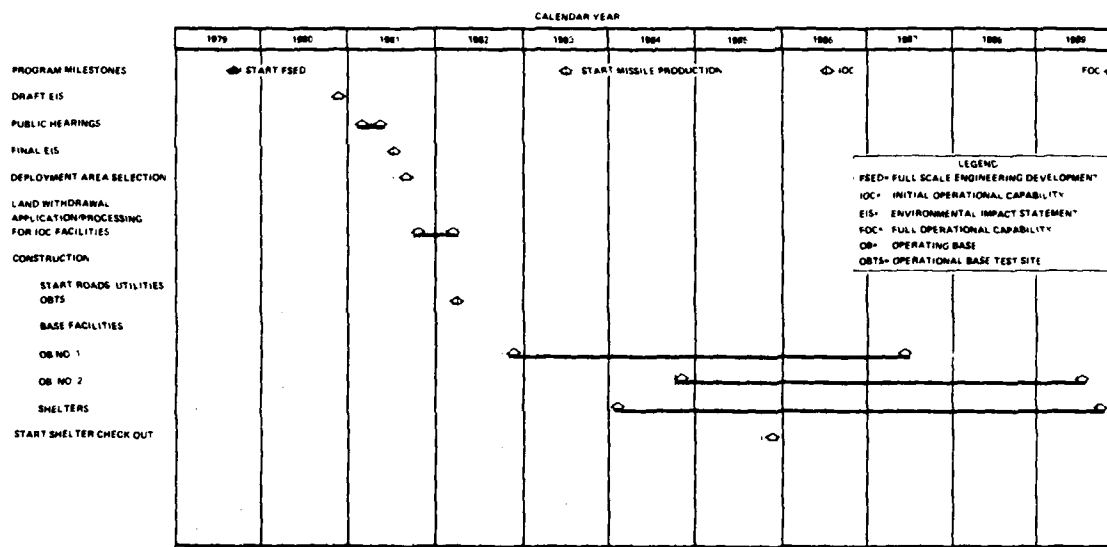 CALENDAR YEAR
1979 1980 1981 1982 1983 1984 1985 1986 1987 1988 1989
PROGRAM MILESTONES START FSED START MISSILE PRODUCTION IOC FOC
DRAFT EIS
PUBLIC HEARINGS
FINAL EIS
DEPLOYMENT AREA SELECTION
LAND WITHDRAWAL
APPLICATION/PROCESSING
FOR IOC FACILITIES
CONSTRUCTION
START ROADS UTILITIES
OBTS
BASE FACILITIES
OB NO. 1
OB NO. 2
SHELTERS
START SHELTER CHECK OUT
LEGEND
FSED= FULL SCALE ENGINEERING DEVELOPMENT
IOC= INITIAL OPERATIONAL CAPABILITY
EIS= ENVIRONMENTAL IMPACT STATEMENT
FOC= FULL OPERATIONAL CAPABILITY
OB= OPERATING BASE
OBTS= OPERATIONAL BASE TEST SITE